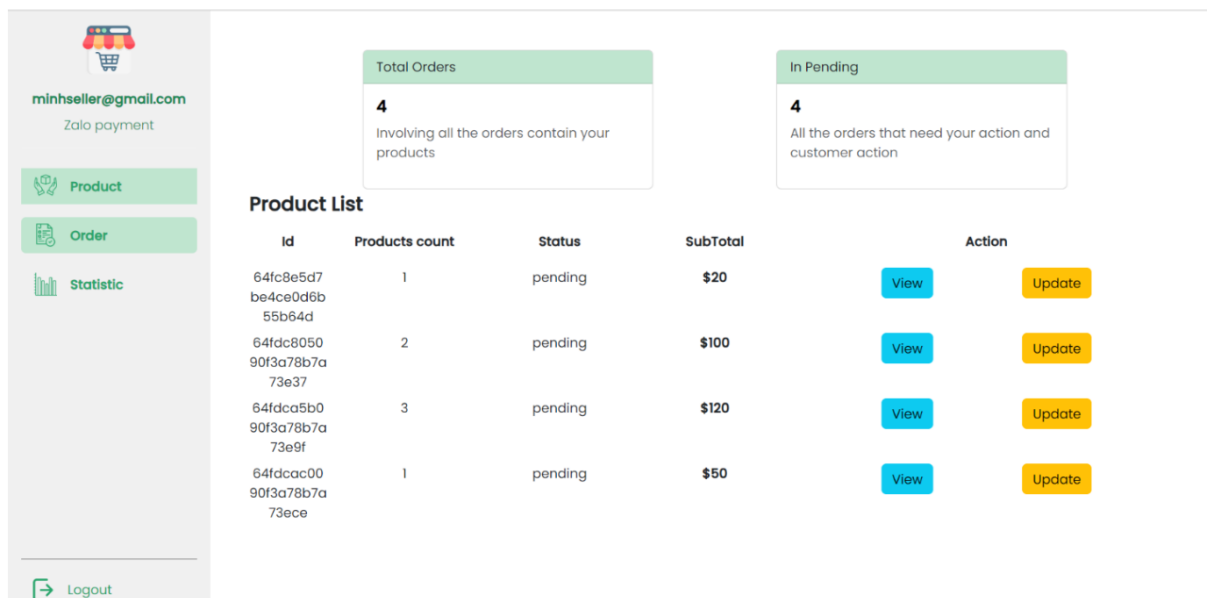 minhseller@gmail.com
Zalo payment
Product
Order
Statistic
Logout
Total Orders
4
Involving all the orders contain your
products
In Pending
4
All the orders that need your action and
customer action
Product List
Id Products count Status SubTotal Action
64fc8e5d7 1 pending $20 View Update
be4ce0d6b
55b64d
64fdc8050 2 pending $100 View Update
90f3a78b7a
73e37
64fdca5b0 3 pending $120 View Update
90f3a78b7a
73e9f
64fdcac00 1 pending $50 View Update
90f3a78b7a
73ece